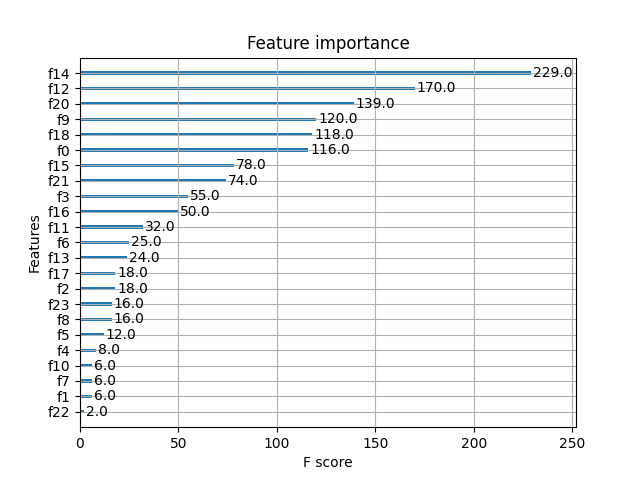 Feature importance
f14 229.0
f12 170.0
f20 139.0
f9 120.0
f18 118.0
f0 116.0
f15 78.0
f21 74.0
f3 55.0
f16 50.0
f11 32.0
f6 25.0
f13 24.0
f17 18.0
f2 18.0
f23 16.0
f8 16.0
f5 12.0
f4 8.0
f10 6.0
f7 6.0
f1 6.0
f22 2.0
Features
0 50 100 150 200 250
F score